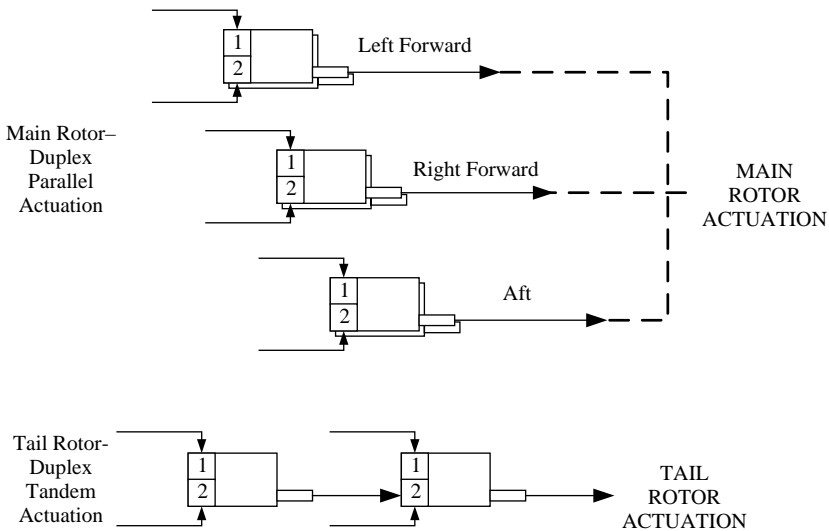 1
2
Left Forward
Main Rotor–
Duplex
Parallel
Actuation
1
2
Right Forward
MAIN
ROTOR
ACTUATION
1
2
Aft
Tail Rotor-
Duplex
Tandem
Actuation
1
2
1
2
TAIL
ROTOR
ACTUATION